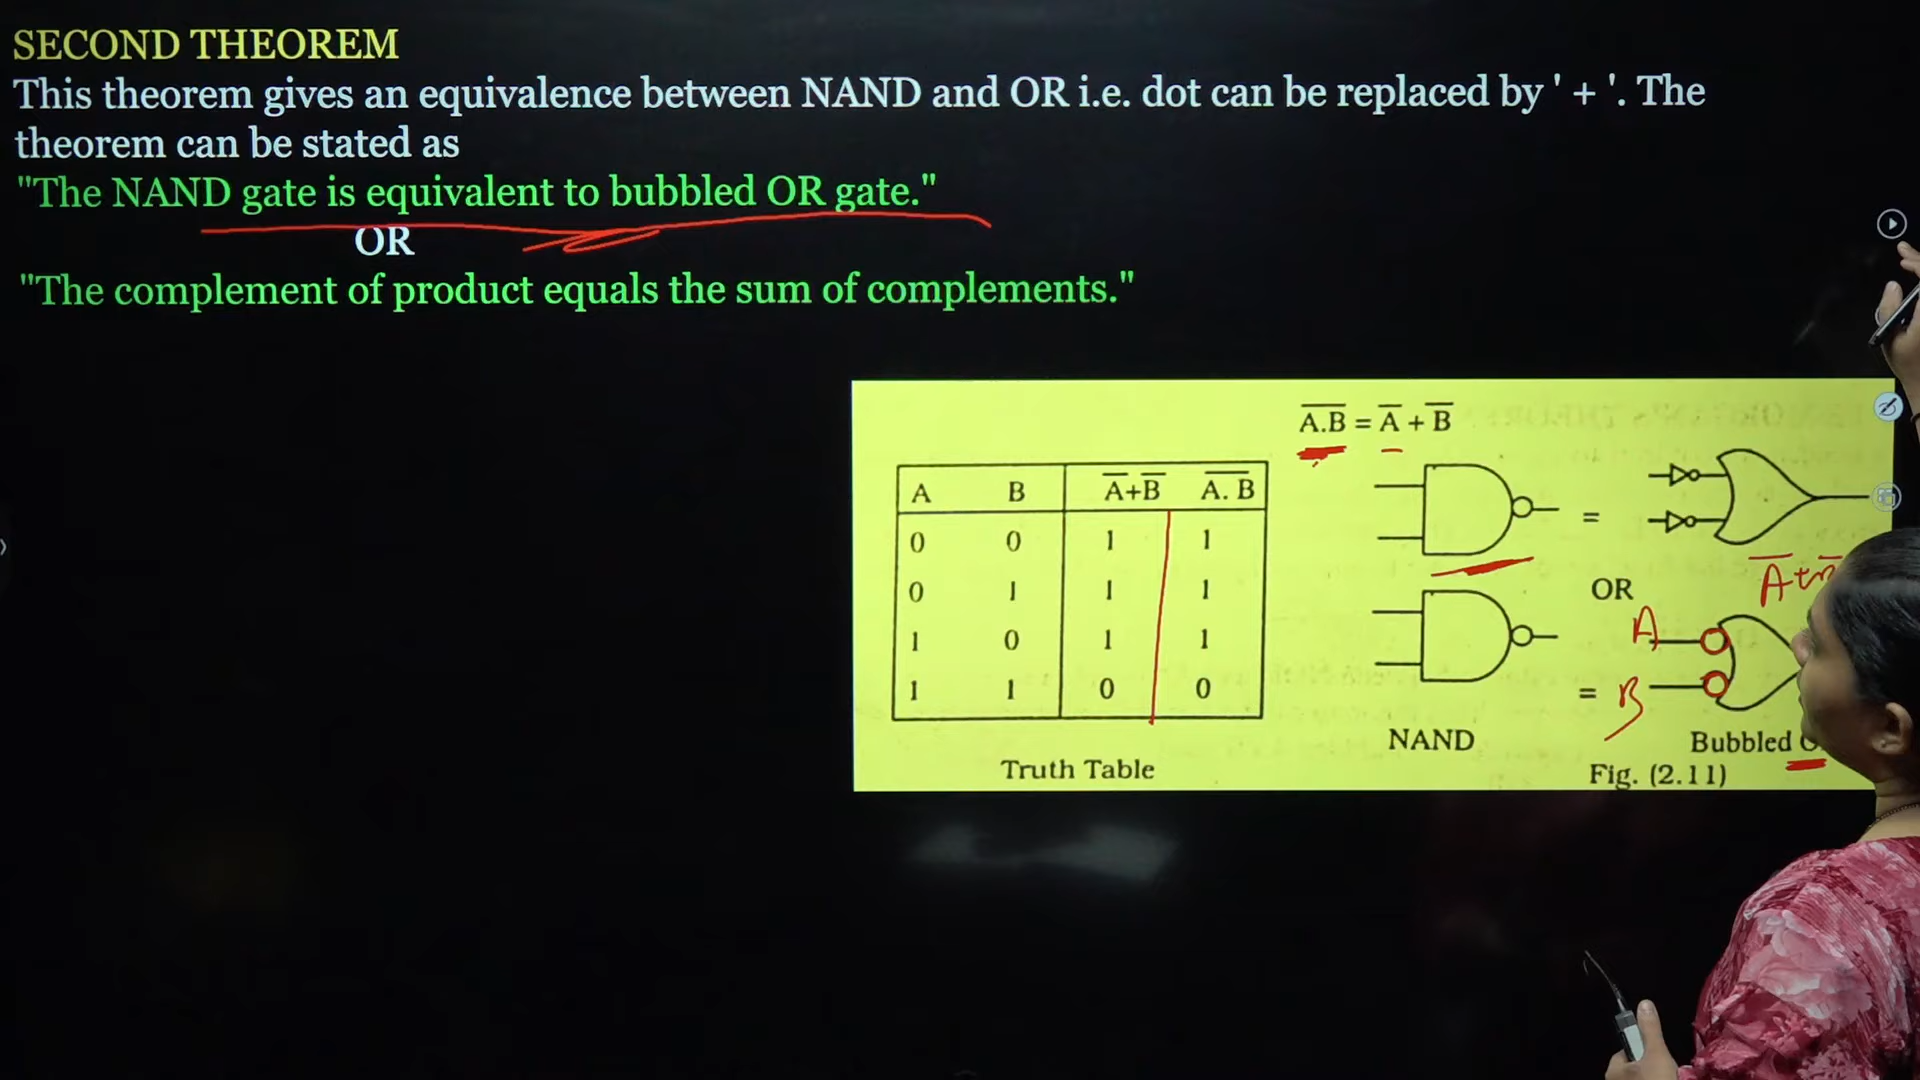 SECOND THEOREM
This theorem gives an equivalence between NAND and OR i.e. dot can be replaced by ' + '. The
theorem can be stated as
"The NAND gate is equivalent to bubbled OR gate."
OR
"The complement of product equals the sum of complements."
A̅.̅B̅ = A̅ + B̅
A B A̅+B̅ A̅.̅ ̅B̅
0 0 1 1
0 1 1 1
1 0 1 1
1 1 0 0
Truth Table
=
OR
A̅+
A
= B
NAND
Bubbled
Fig. (2.11)